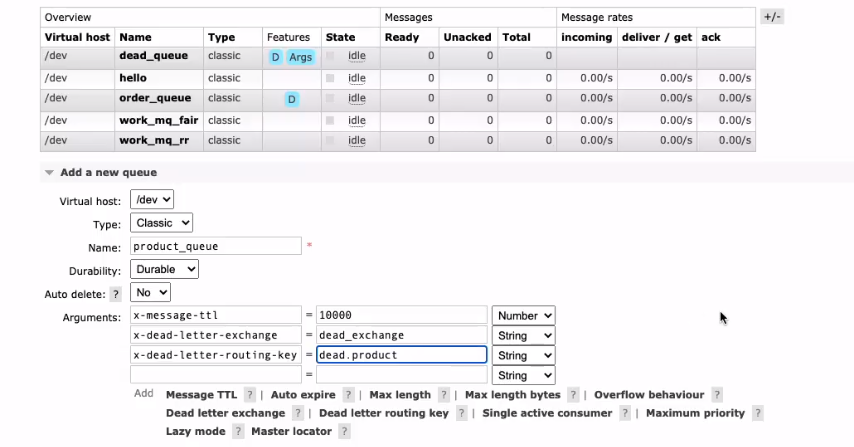 Overview Messages Message rates +/-
Virtual host Name Type Features State Ready Unacked Total incoming deliver / get ack
/dev dead_queue classic D Args idle 0 0 0
/dev hello classic idle 0 0 0 0.00/s 0.00/s 0.00/s
/dev order_queue classic D idle 0 0 0 0.00/s 0.00/s 0.00/s
/dev work_mq_fair classic idle 0 0 0 0.00/s 0.00/s 0.00/s
/dev work_mq_rr classic idle 0 0 0 0.00/s 0.00/s 0.00/s
Add a new queue
Virtual host: /dev
Type: Classic
Name: product_queue *
Durability: Durable
Auto delete: ? No
Arguments: x-message-ttl = 10000 Number
x-dead-letter-exchange = dead_exchange String
x-dead-letter-routing-key = dead.product String
= String
Add Message TTL ? | Auto expire ? | Max length ? | Max length bytes ? | Overflow behaviour ?
Dead letter exchange ? | Dead letter routing key ? | Single active consumer ? | Maximum priority ?
Lazy mode ? Master locator ?